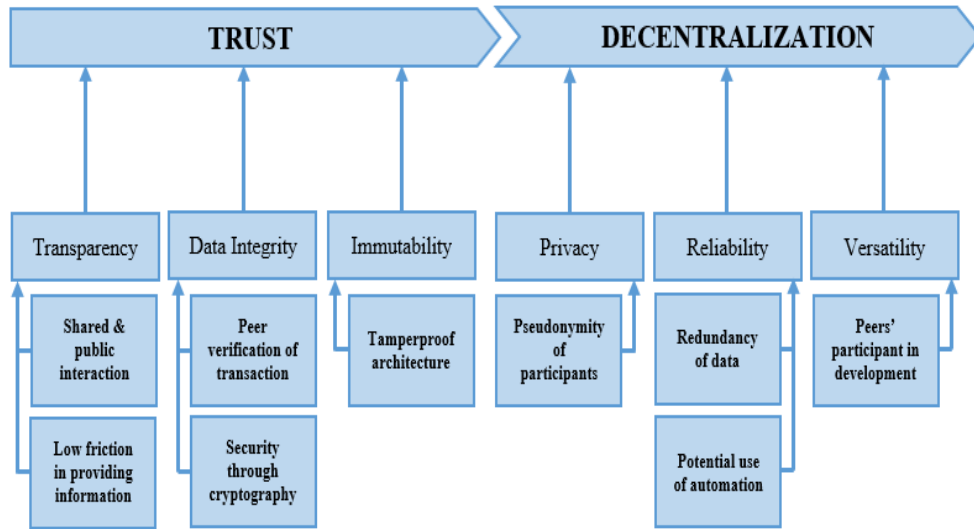 TRUST
DECENTRALIZATION
Transparency
Data Integrity
Immutability
Privacy
Reliability
Versatility
Shared &
public
interaction
Peer
verification of
transaction
Tamperproof
architecture
Pseudonymity
of
participants
Redundancy
of data
Peers’
participant in
development
Low friction
in providing
information
Security
through
cryptography
Potential use
of automation